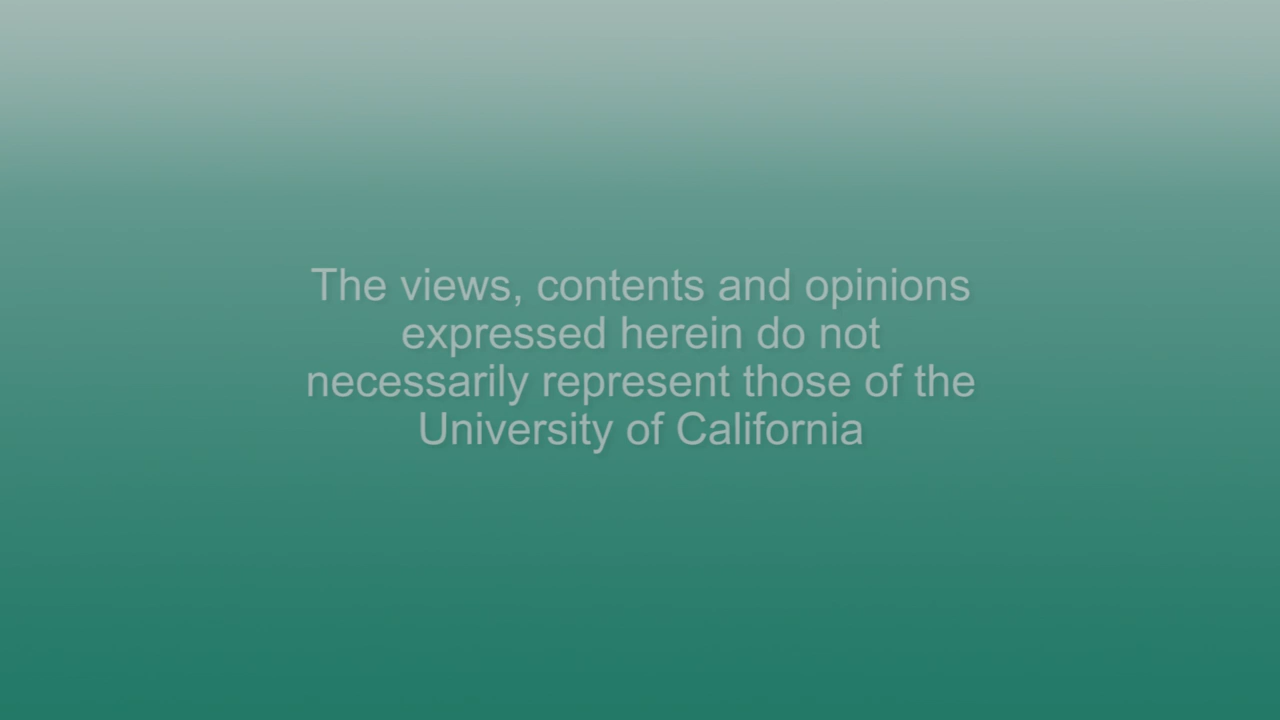 The views, contents and opinions
expressed herein do not
necessarily represent those of the
University of California